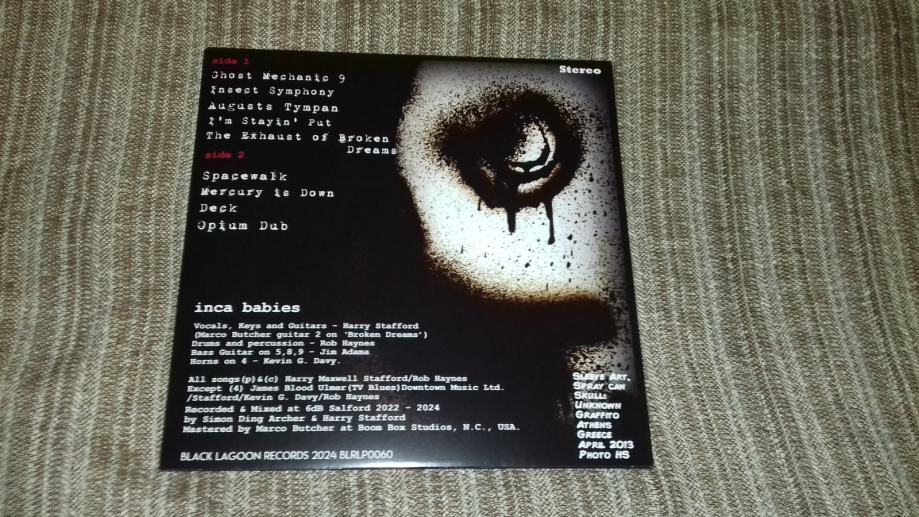 side 1
Ghost Mechanic 9
Insect Symphony
Augusts Tympan
I'm Stayin' Put
The Exhaust of Broken
Dreams
side 2
Spacewalk
Mercury is Down
Deck
Opium Dub
Stereo
inca babies
Vocals, Keys and Guitars - Harry Stafford
(Marco Butcher guitar 2 on 'Broken Dreams')
Drums and percussion - Rob Haynes
Bass Guitar on 5,8,9 - Jim Adama
Horns on 4 - Kevin G. Davy.
All songs(p)&(c) Harry Maxwell Stafford/Rob Haynes
Except (4) James Blood Ulmer(TV Blues)Downtown Music Ltd.
/Stafford/Kevin G. Davy/Rob Haynes
Recorded & Mixed at 6dB Salford 2022 - 2024
by Simon Ding Archer & Harry Stafford
Mastered by Marco Butcher at Boom Box Studios, N.C., USA.
BLACK LAGOON RECORDS 2024 BLRLP0060
Sleeve Art,
Spray can
Skull:
Unknown
Graffito
Athens
Greece
April 2013
Photo HS